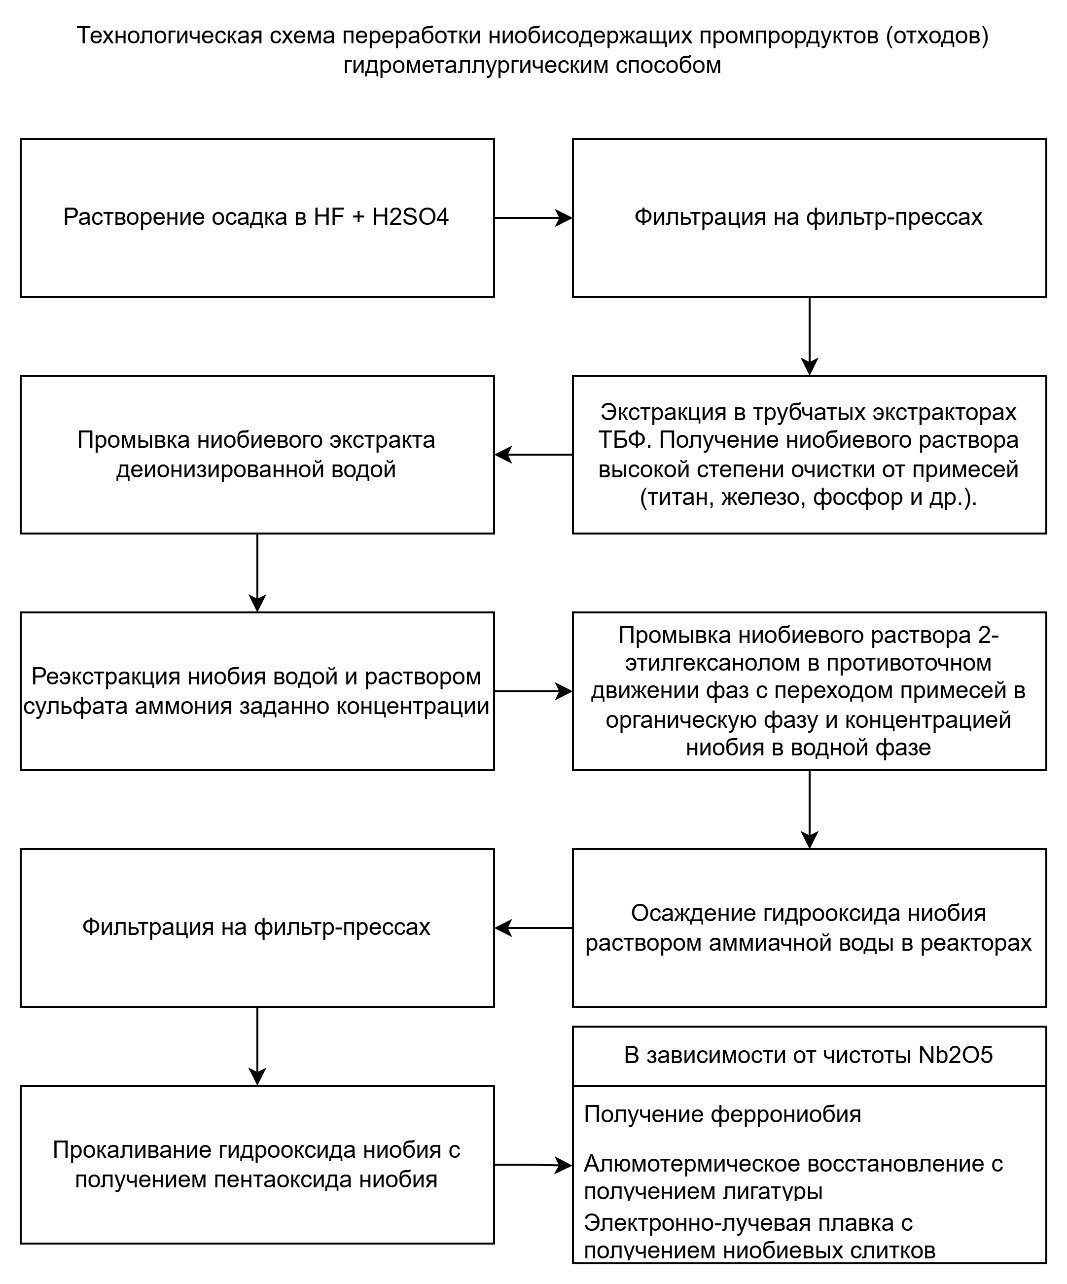 Технологическая схема переработки ниобисодержащих промпрордуктов (отходов)
гидрометаллургическим способом
Растворение осадка в HF + H2SO4
Фильтрация на фильтр-прессах
Экстракция в трубчатых экстракторах
ТБФ. Получение ниобиевого раствора
высокой степени очистки от примесей
(титан, железо, фосфор и др.).
Промывка ниобиевого экстракта
деионизированной водой
Реэкстракция ниобия водой и раствором
сульфата аммония заданно концентрации
Промывка ниобиевого раствора 2-
этилгексанолом в противоточном
движении фаз с переходом примесей в
органическую фазу и концентрацией
ниобия в водной фазе
Осаждение гидрооксида ниобия
раствором аммиачной воды в реакторах
Фильтрация на фильтр-прессах
Прокаливание гидрооксида ниобия с
получением пентаоксида ниобия
В зависимости от чистоты Nb2O5
Получение феррониобия
Алюмотермическое восстановление с
получением лигатуры
Электронно-лучевая плавка с
получением ниобиевых слитков